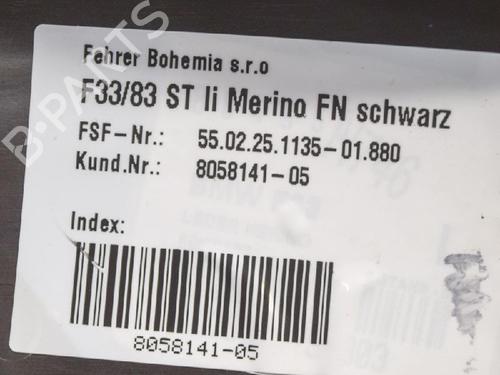 Fehrer Bohemia s.r.o
F33/83 ST li Merino FN schwarz
FSF-Nr.: 55.02.25.1135-01.880
Kund.Nr.: 8058141-05
Index:
8058141-05
B-PARTS